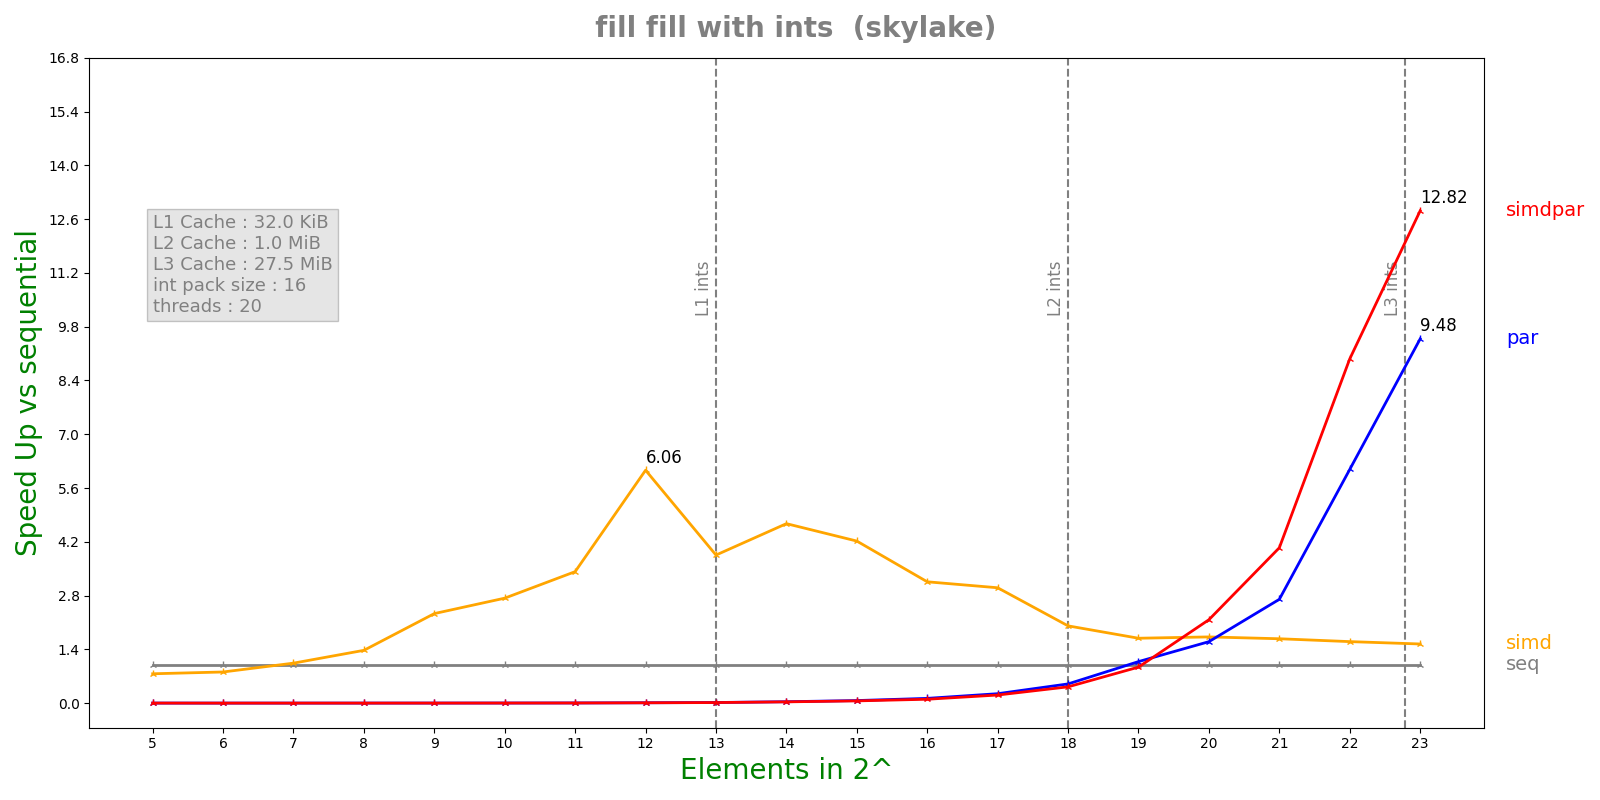 fill fill with ints  (skylake)
Speed Up vs sequential
16.8
15.4
14.0
12.6
11.2
9.8
8.4
7.0
5.6
4.2
2.8
1.4
0.0
L1 Cache : 32.0 KiB
L2 Cache : 1.0 MiB
L3 Cache : 27.5 MiB
int pack size : 16
threads : 20
L1 ints
L2 ints
L3 ints
6.06
12.82
9.48
simdpar
par
simd
seq
5 6 7 8 9 10 11 12 13 14 15 16 17 18 19 20 21 22 23
Elements in 2^